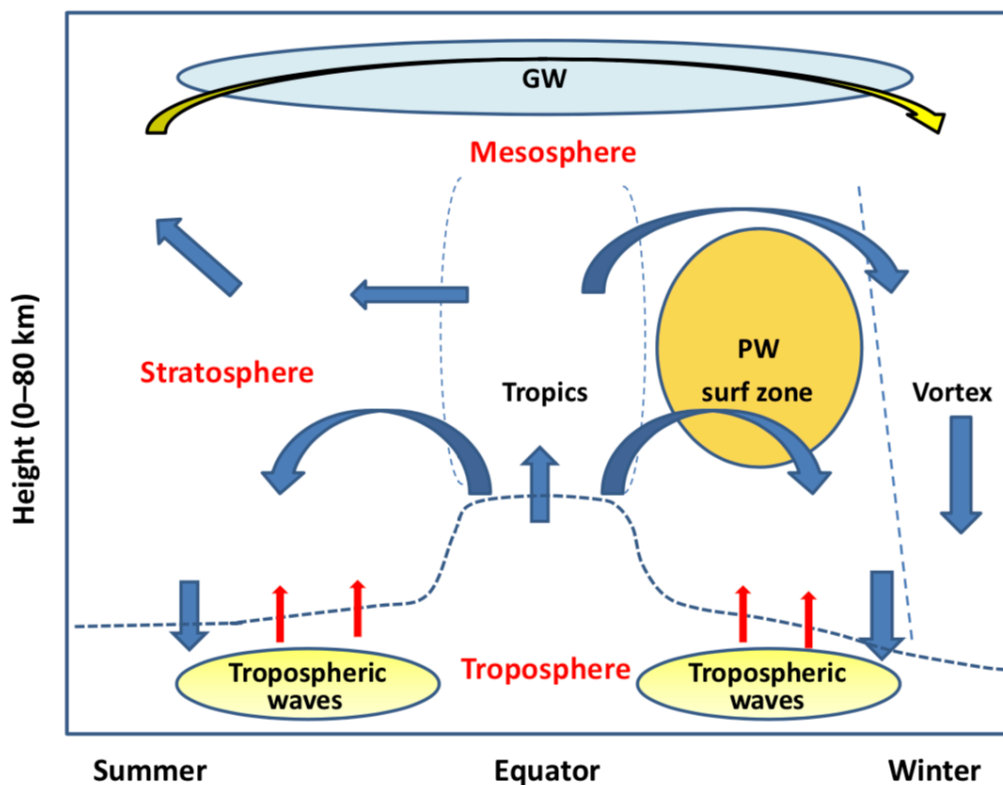 GW
Mesosphere
Height (0–80 km)
Stratosphere
Tropics
PW
surf zone
Vortex
Tropospheric
waves
Troposphere
Tropospheric
waves
Summer
Equator
Winter